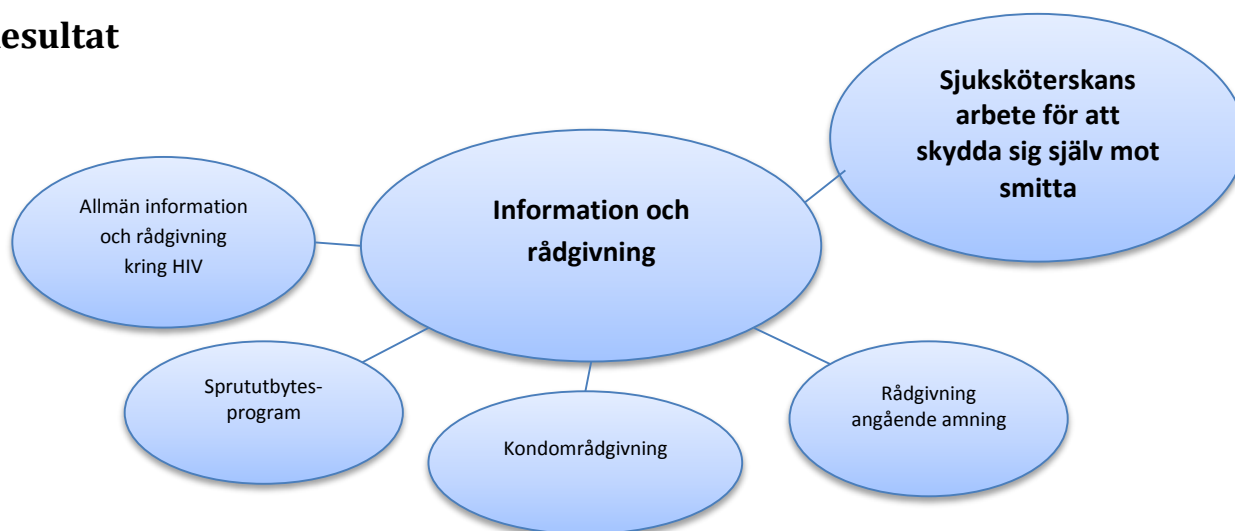 esultat
Sjuksköterskans
arbete för att
skydda sig själv mot
smitta
Information och
rådgivning
Allmän information
och rådgivning
kring HIV
Sprututbytes-
program
Kondområdgivning
Rådgivning
angående amning